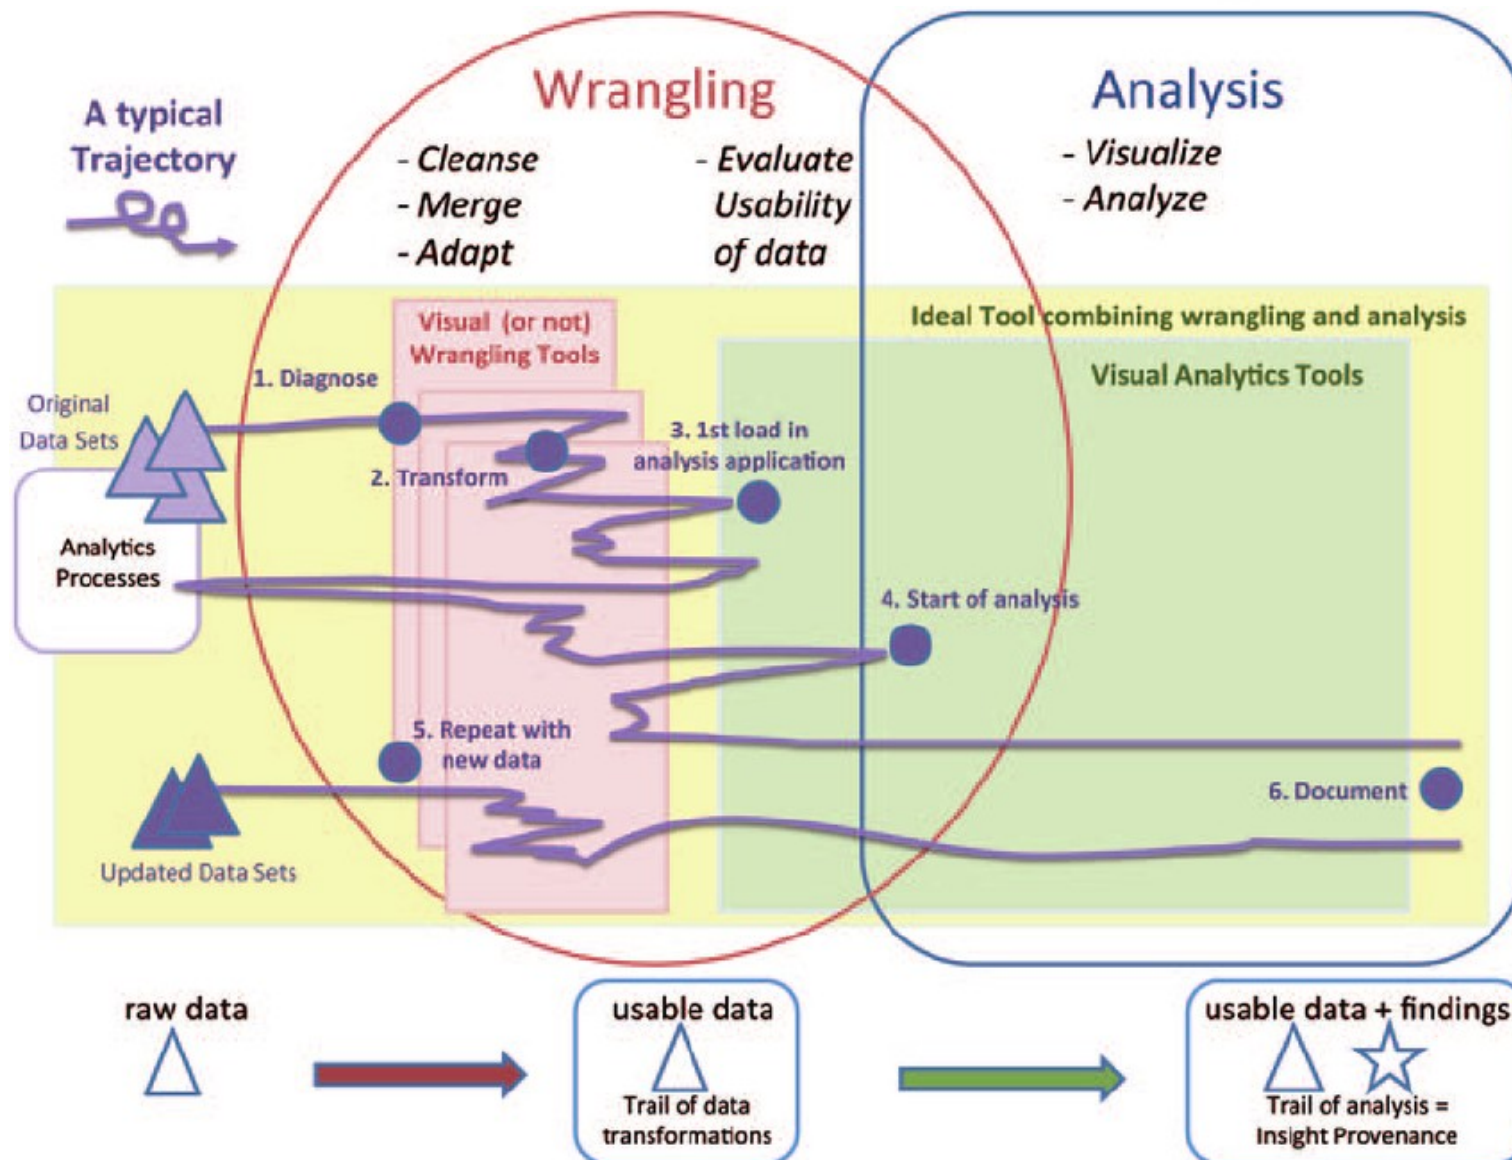 Wrangling
Analysis
A typical
Trajectory
- Cleanse
- Merge
- Adapt
- Evaluate
Usability
of data
- Visualize
- Analyze
Ideal Tool combining wrangling and analysis
Visual (or not)
Wrangling Tools
Visual Analytics Tools
Original
Data Sets
1. Diagnose
2. Transform
3. 1st load in
analysis application
Analytics
Processes
4. Start of analysis
5. Repeat with
new data
6. Document
Updated Data Sets
raw data
usable data
Trail of data
transformations
usable data + findings
Trail of analysis =
Insight Provenance